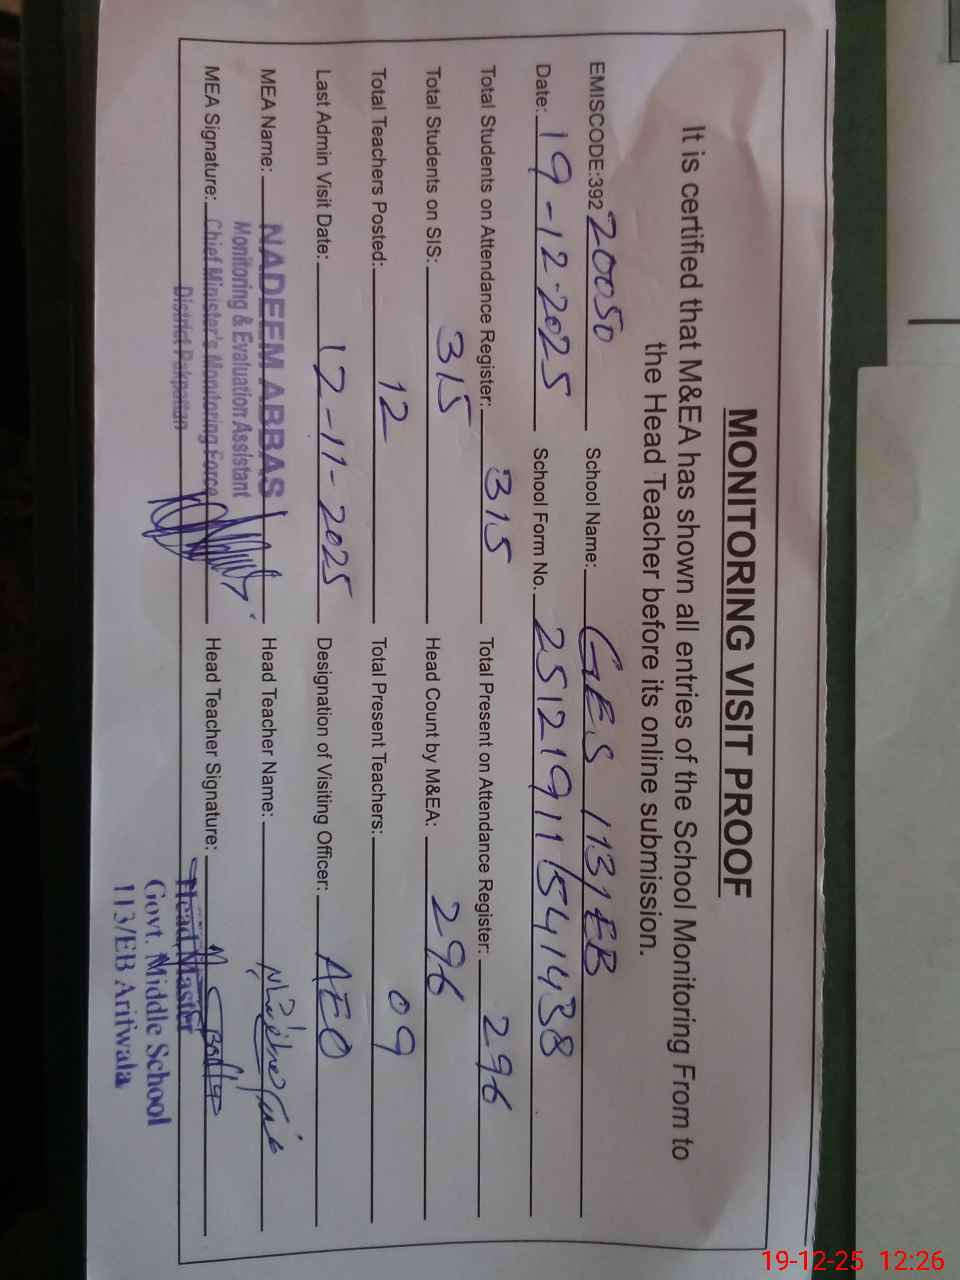 MONITORING VISIT PROOF
It is certified that M&EA has shown all entries of the School Monitoring From to
the Head Teacher before its online submission.
EMISCODE:392 20050 School Name: GES 113/EB
Date: 19-12-2025 School Form No. 25121911541438
Total Students on Attendance Register: 315 Total Present on Attendance Register: 296
Total Students on SIS: 315 Head Count by M&EA: 296
Total Teachers Posted: 12 Total Present Teachers: 09
Last Admin Visit Date: 12-11-2025 Designation of Visiting Officer: AEO
MEA Name: NADEEM ABBAS Head Teacher Name:
Monitoring & Evaluation Assistant
MEA Signature: Chief Minister's Monitoring Force Head Teacher Signature:
District Pakpattan
Head Master
Govt. Middle School
113/EB Arifwala
19-12-25 12:26